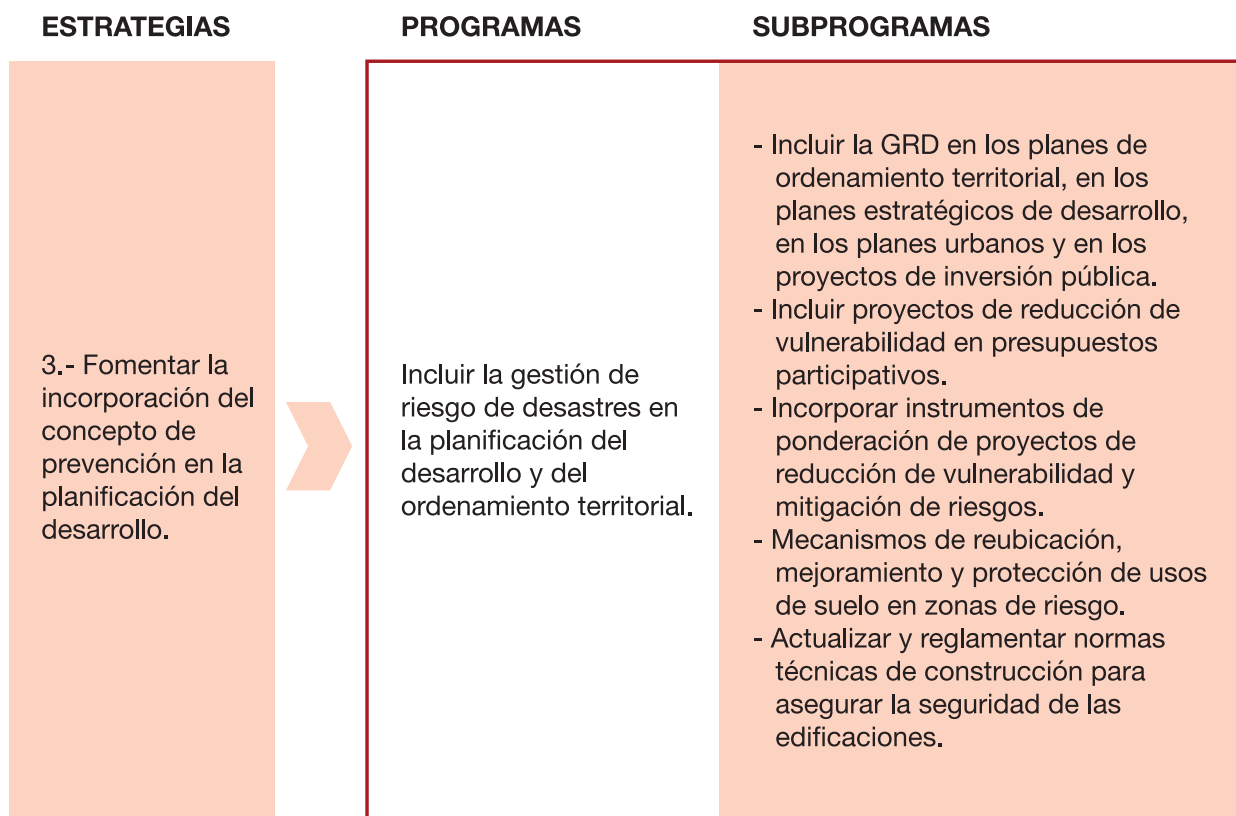 ESTRATEGIAS
PROGRAMAS
SUBPROGRAMAS
3.- Fomentar la
incorporación del
concepto de
prevención en la
planificación del
desarrollo.
Incluir la gestión de
riesgo de desastres en
la planificación del
desarrollo y del
ordenamiento territorial.
- Incluir la GRD en los planes de
ordenamiento territorial, en los
planes estratégicos de desarrollo,
en los planes urbanos y en los
proyectos de inversión pública.
- Incluir proyectos de reducción de
vulnerabilidad en presupuestos
participativos.
- Incorporar instrumentos de
ponderación de proyectos de
reducción de vulnerabilidad y
mitigación de riesgos.
- Mecanismos de reubicación,
mejoramiento y protección de usos
de suelo en zonas de riesgo.
- Actualizar y reglamentar normas
técnicas de construcción para
asegurar la seguridad de las
edificaciones.